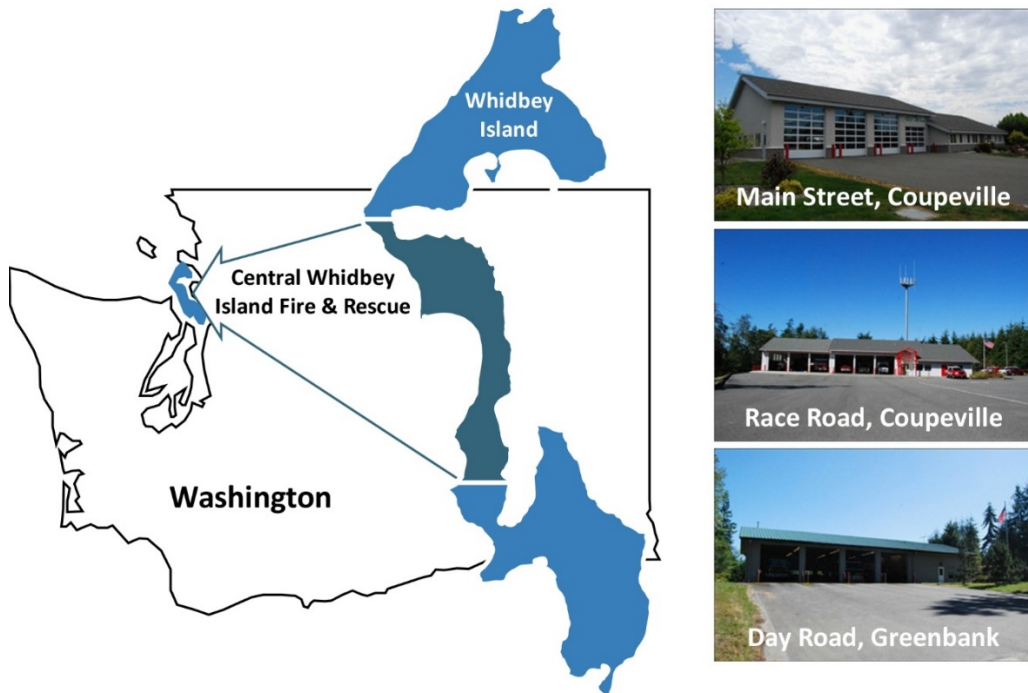 Whidbey
Island
Central Whidbey
Island Fire & Rescue
Washington
Main Street, Coupeville
Race Road, Coupeville
Day Road, Greenbank